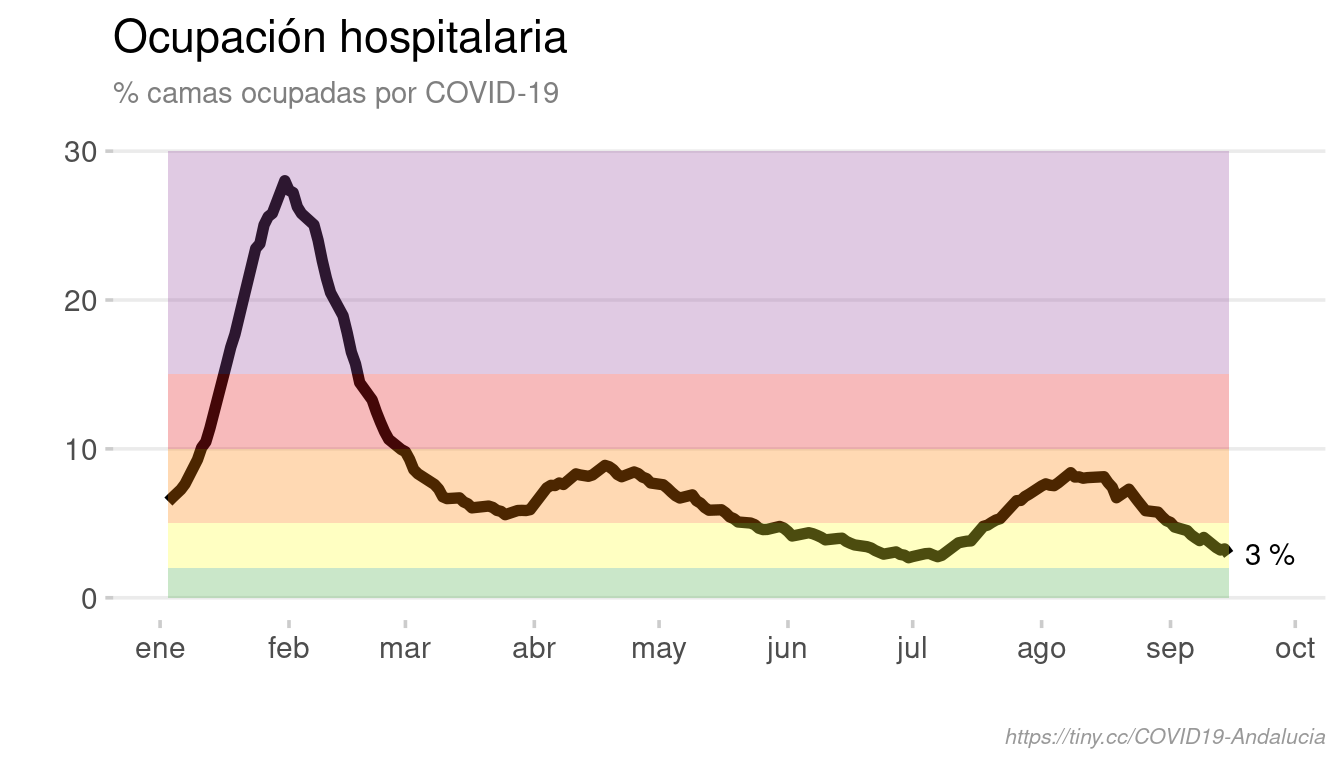 Ocupación hospitalaria
% camas ocupadas por COVID-19
30
20
10
0
3 %
ene feb mar abr may jun jul ago sep oct
https://tiny.cc/COVID19-Andalucia